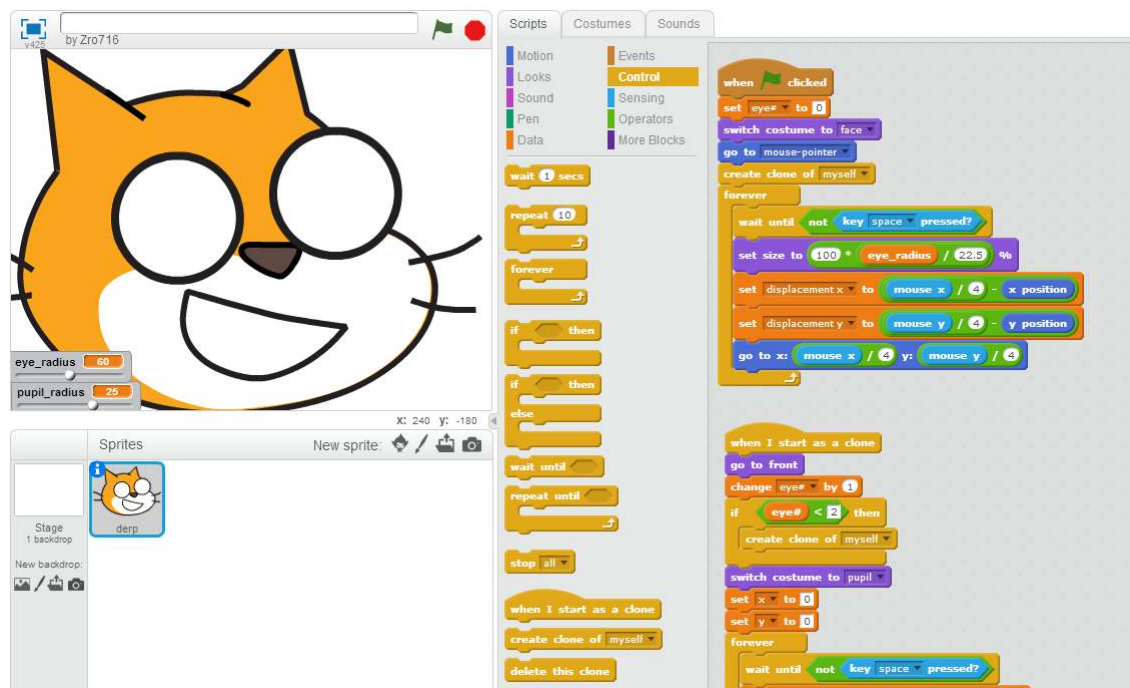 v425
by Zro716
eye_radius 60
pupil_radius 25
X: 240 y: -180
Sprites
New sprite:
Stage
1 backdrop
New backdrop:
derp
Scripts Costumes Sounds
Motion Events
Looks Control
Sound Sensing
Pen Operators
Data More Blocks
wait 1 secs
repeat 10
forever
if then
if then
else
wait until
repeat until
stop all
when I start as a clone
create clone of myself
delete this clone
when clicked
set eye# to 0
switch costume to face
go to mouse-pointer
create clone of myself
forever
wait until not key space pressed?
set size to 100 * eye_radius / 22.5 %
set displacement x to mouse x / 4 - x position
set displacement y to mouse y / 4 - y position
go to x: mouse x / 4 y: mouse y / 4
when I start as a clone
go to front
change eye# by 1
if eye# < 2 then
create clone of myself
switch costume to pupil
set x to 0
set y to 0
forever
wait until not key space pressed?